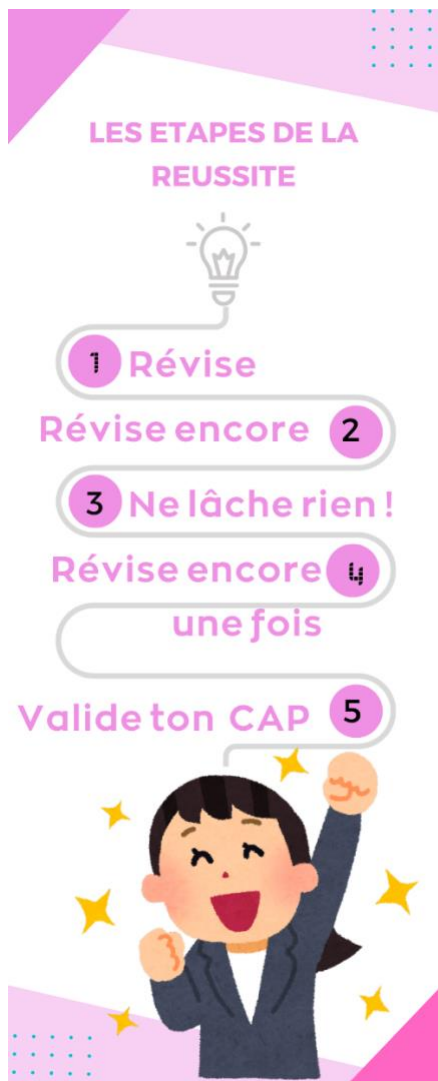 LES ETAPES DE LA
REUSSITE
1 Révise
Révise encore 2
3 Ne lâche rien !
Révise encore 4
une fois
Valide ton CAP 5